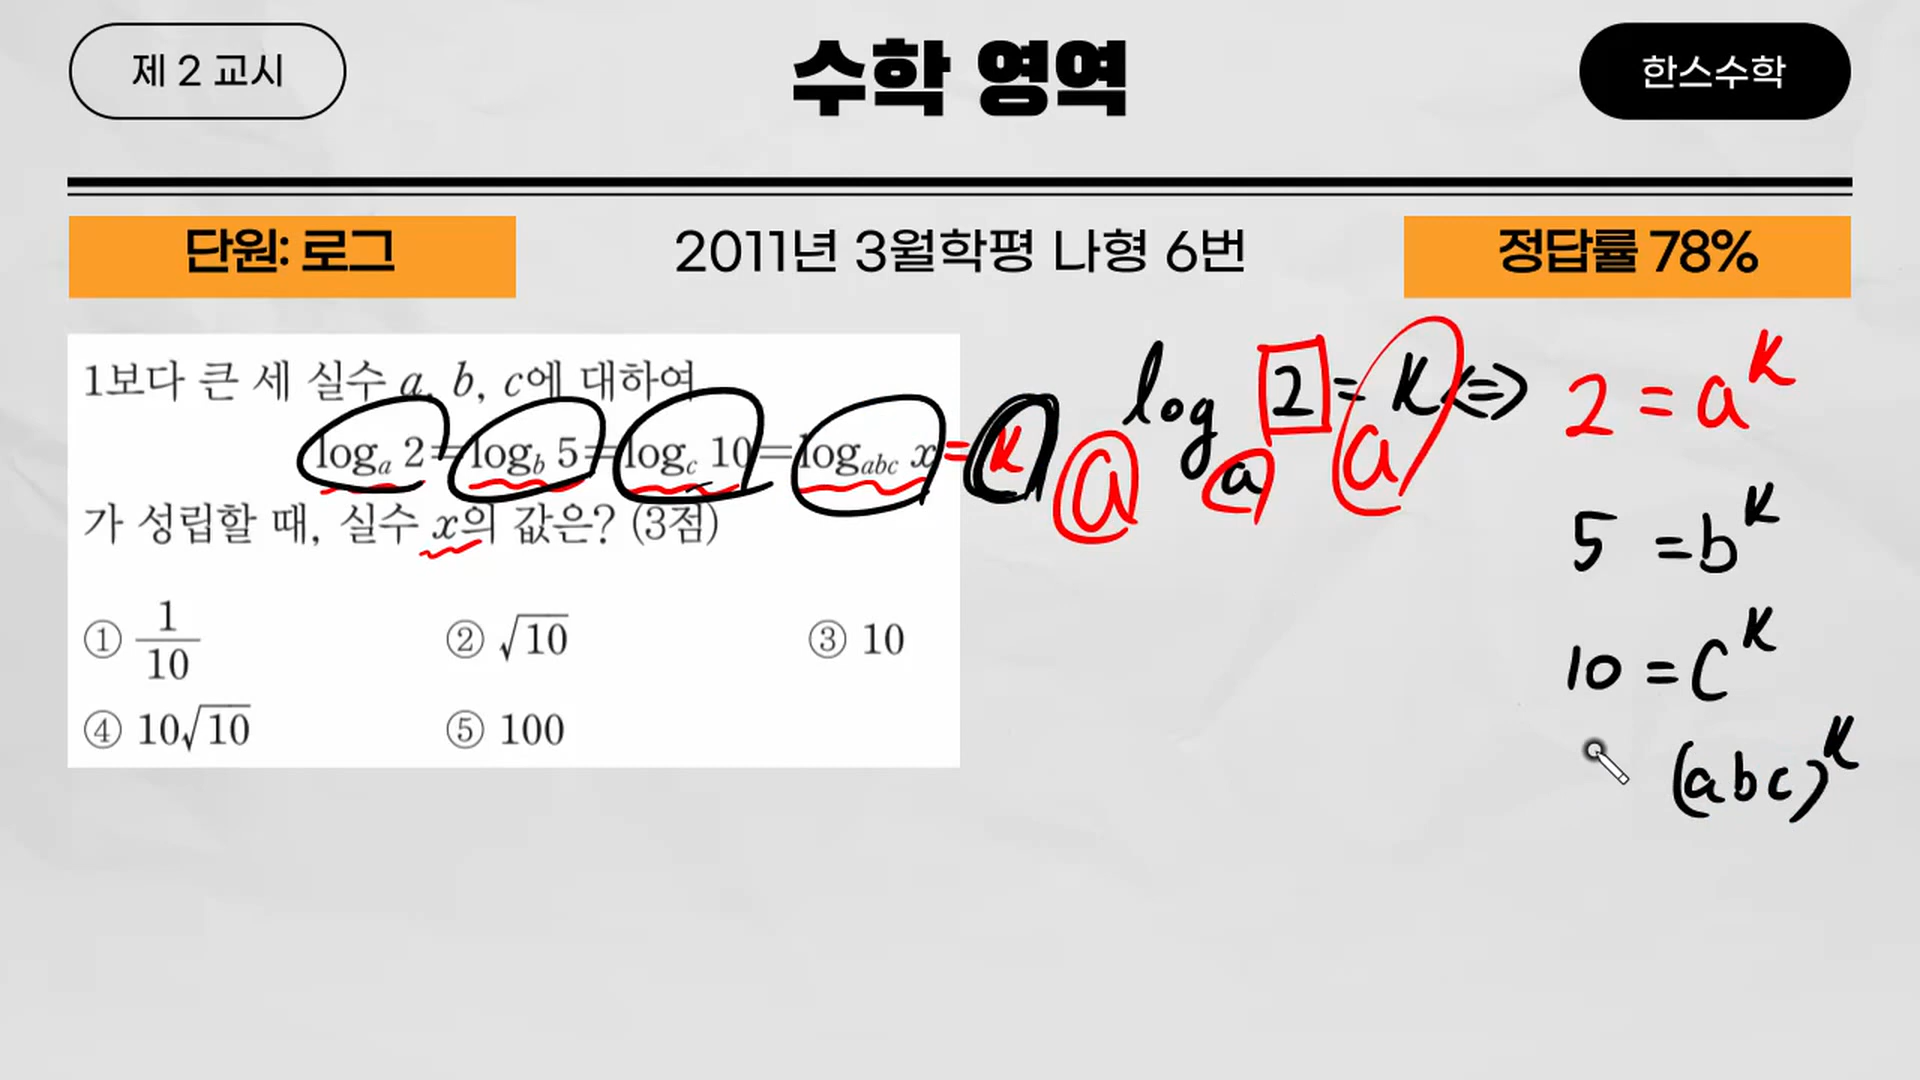 제 2 교시
수학 영역
한스수학
단원: 로그
2011년 3월학평 나형 6번
정답률 78%
1보다 큰 세 실수 a, b, c에 대하여
logₐ 2 = log_b 5 = log_c 10 = log_abc x = k
가 성립할 때, 실수 x의 값은? (3점)
① 1/10 ② √10 ③ 10
④ 10√10 ⑤ 100
a log_a 2 = k ⇔ 2 = a^k
a
5 = b^k
10 = c^k
(abc)^k